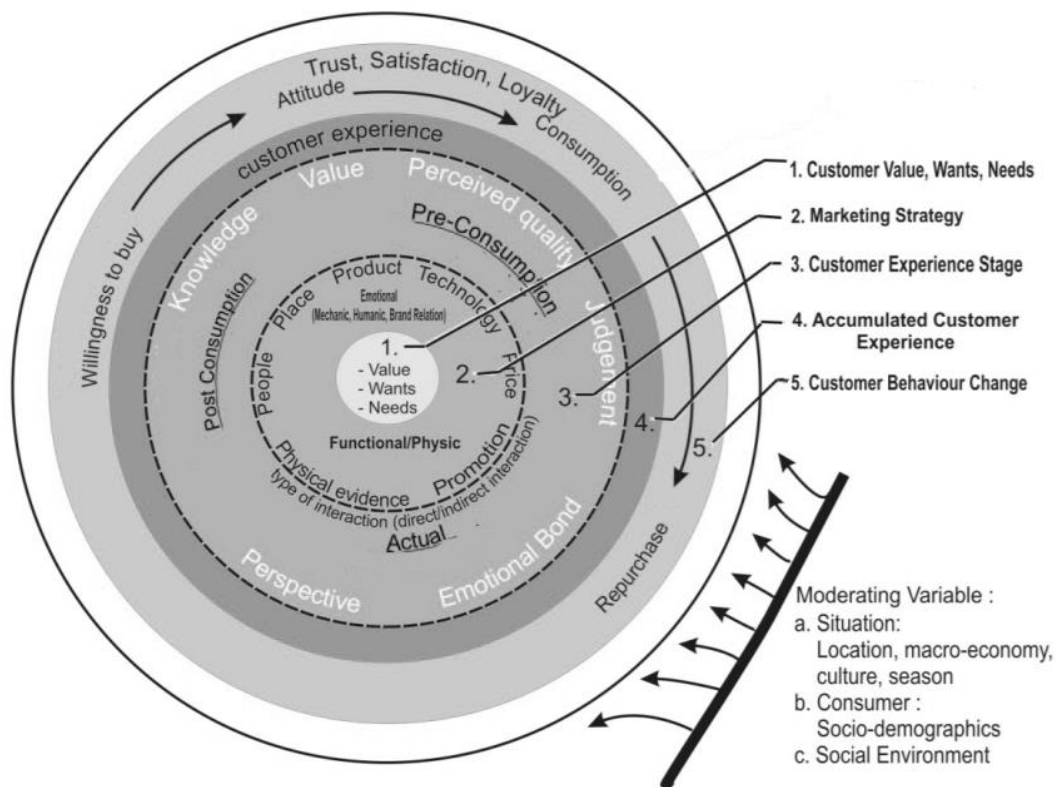 Trust, Satisfaction, Loyalty
Attitude
Consumption
Willingness to buy
Repurchase
customer experience
Knowledge
Value
Perceived quality
Judgement
Emotional Bond
Perspective
Pre-Consumption
Post Consumption
Actual
type of interaction (direct/indirect interaction)
People
Place
Product
Technology
Price
Promotion
Physical evidence
Emotional
(Mechanic, Humanic, Brand Relation)
1.
- Value
- Wants
- Needs
Functional/Physic
2.
3.
4.
5.
1. Customer Value, Wants, Needs
2. Marketing Strategy
3. Customer Experience Stage
4. Accumulated Customer
Experience
5. Customer Behaviour Change
Moderating Variable :
a. Situation:
Location, macro-economy,
culture, season
b. Consumer :
Socio-demographics
c. Social Environment